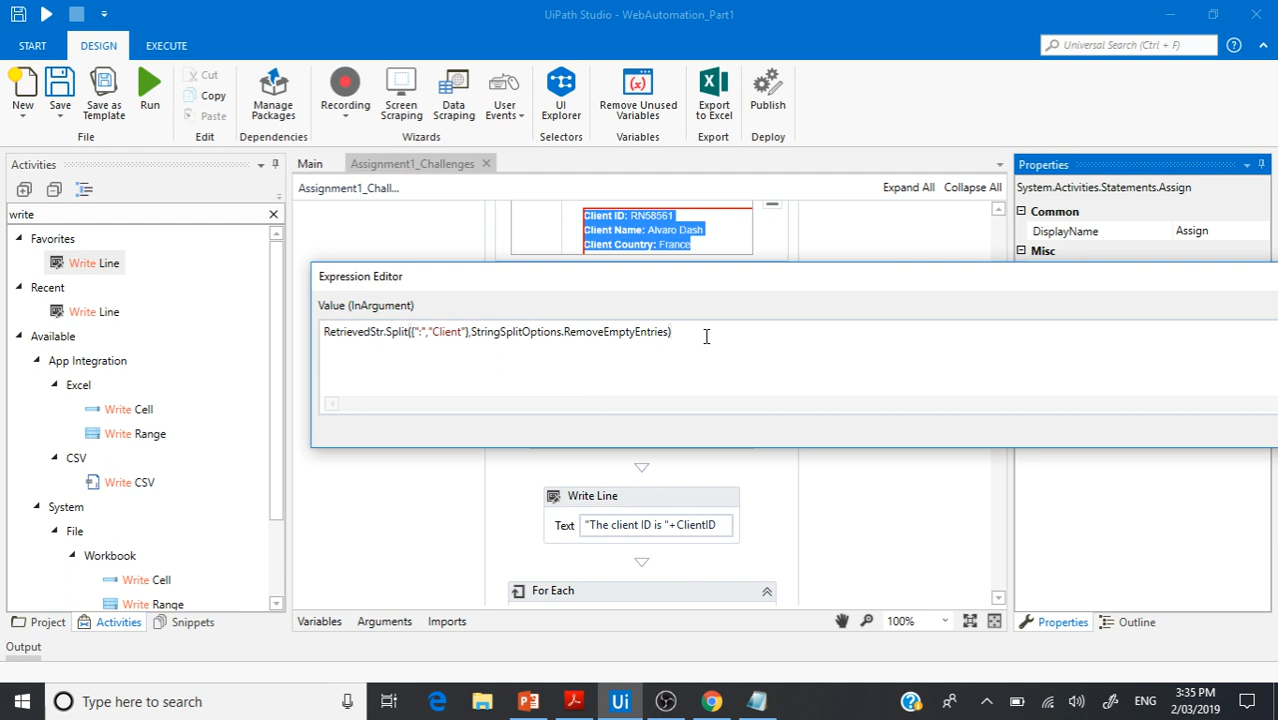 UiPath Studio - WebAutomation_Part1
START DESIGN EXECUTE
Universal Search (Ctrl + F)
New Save Save as Template Run
Cut
Copy
Paste
Manage Packages
Recording Screen Scraping Data Scraping User Events
UI Explorer
Remove Unused Variables
Export to Excel
Publish
File Edit Dependencies Wizards Selectors Variables Export Deploy
Activities
write
Favorites
Write Line
Recent
Write Line
Available
App Integration
Excel
Write Cell
Write Range
CSV
Write CSV
System
File
Workbook
Write Cell
Write Range
Project Activities Snippets
Output
Main Assignment1_Challenges
Assignment1_Chall...
Expand All Collapse All
Client ID: RN58561
Client Name: Alvaro Dash
Client Country: France
Expression Editor
Value (InArgument)
RetrievedStr.Split({":","Client"},StringSplitOptions.RemoveEmptyEntries)
Write Line
Text "The client ID is "+ClientID
For Each
Variables Arguments Imports
100%
Properties
System.Activities.Statements.Assign
Common
DisplayName Assign
Misc
Properties Outline
Type here to search
Ui
ENG
3:35 PM
2/03/2019